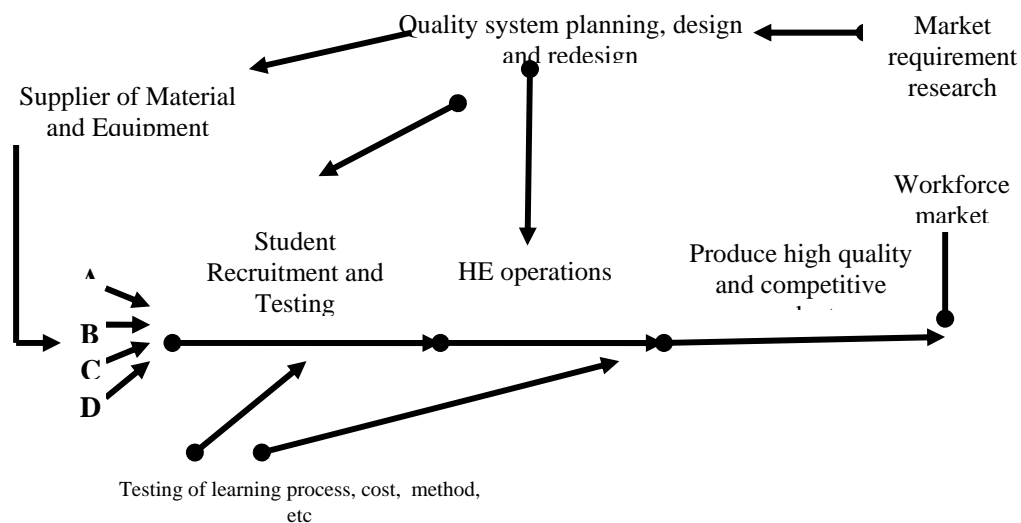 Quality system planning, design
and redesign
Market
requirement
research
Supplier of Material
and Equipment
Workforce
market
Student
Recruitment and
Testing
HE operations
Produce high quality
and competitive
A
B
C
D
Testing of learning process, cost, method,
etc